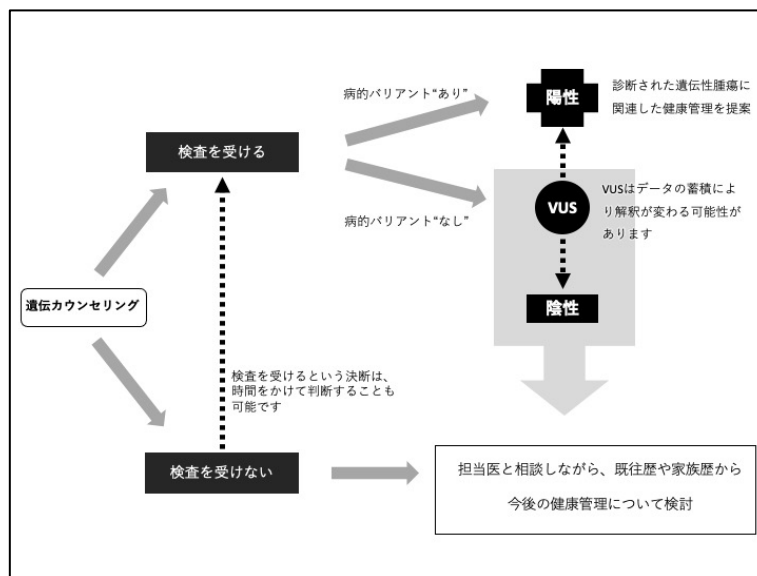 病的バリアント“あり”
陽性
診断された遺伝性腫瘍に
関連した健康管理を提案
検査を受ける
病的バリアント“なし”
VUS
VUSはデータの蓄積によ
り解釈が変わる可能性が
あります
遺伝カウンセリング
陰性
検査を受けるという決断は、
時間をかけて判断することも
可能です
検査を受けない
担当医と相談しながら、既往歴や家族歴から
今後の健康管理について検討